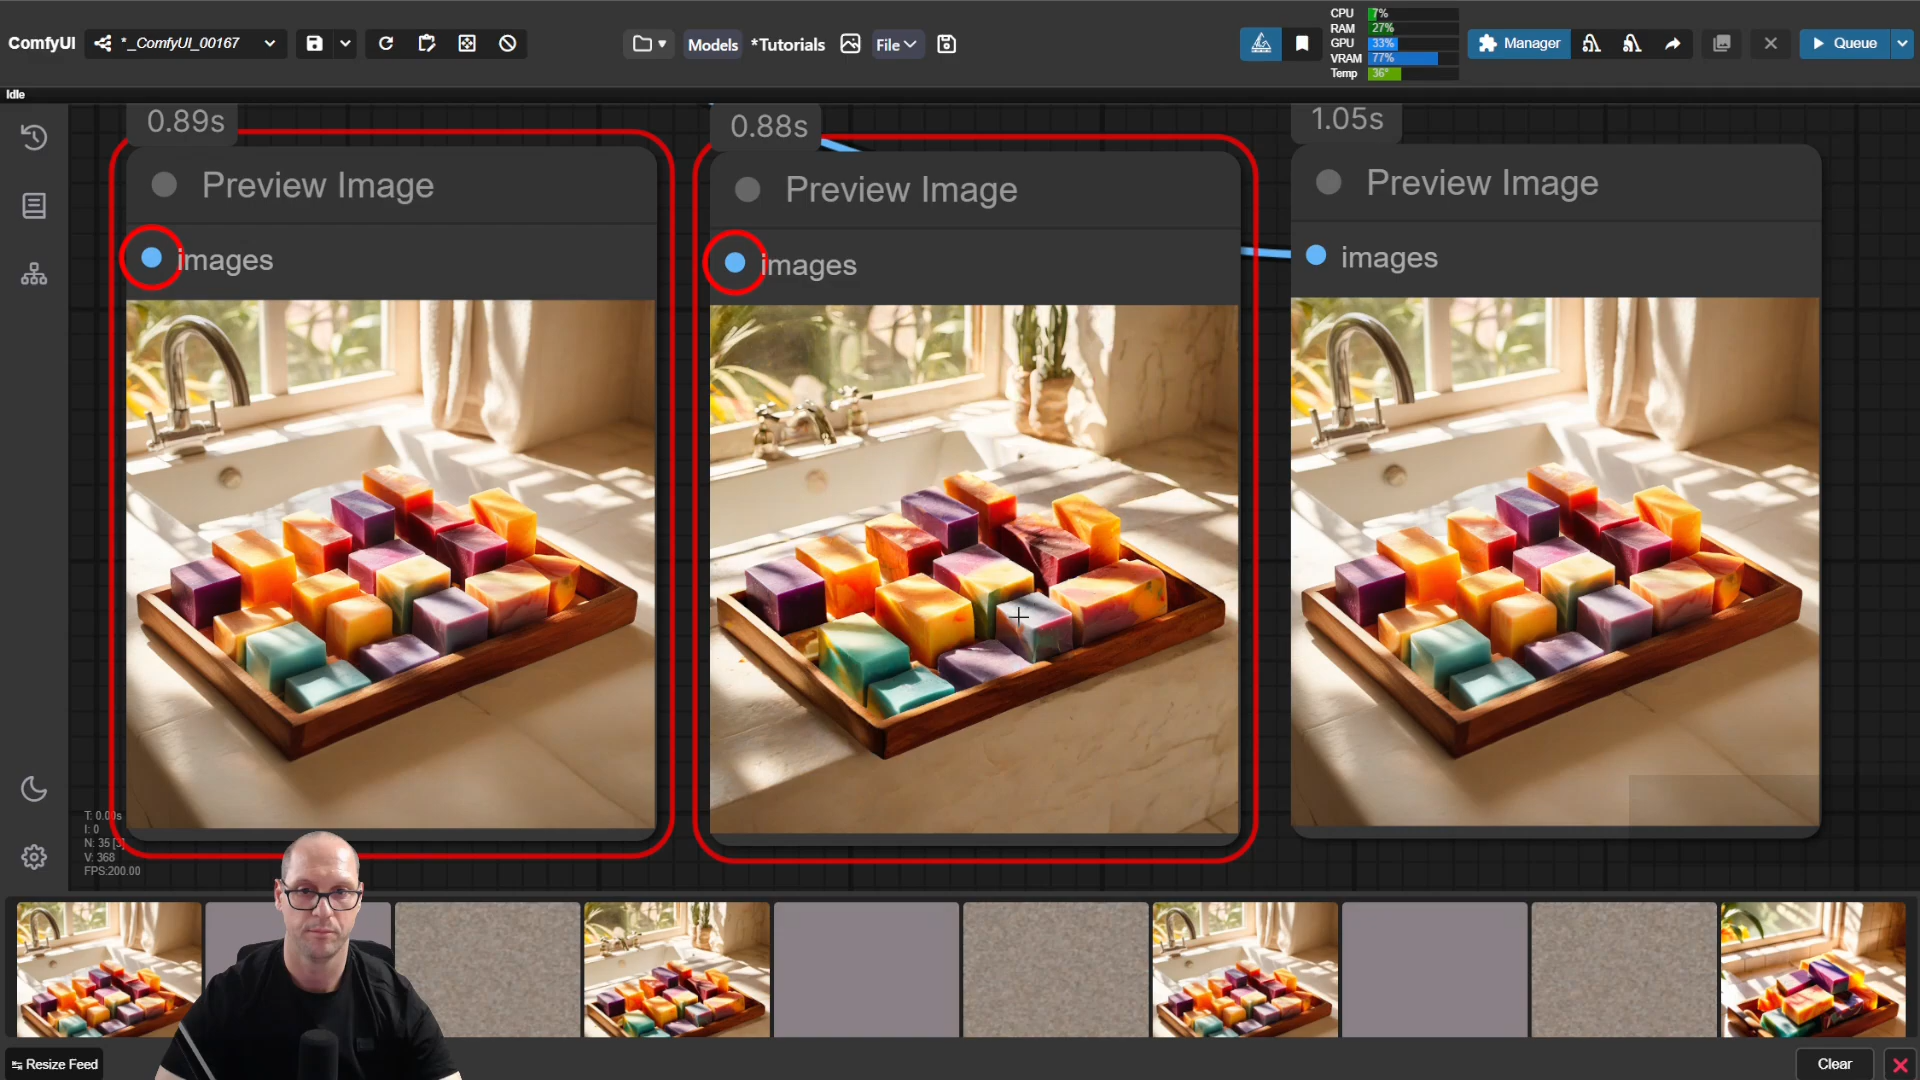 ComfyUI
*_ComfyUI_00167
Models
*Tutorials
File
CPU 7%
RAM 27%
GPU 33%
VRAM 77%
Temp 36°
Manager
Queue
Idle
0.89s
Preview Image
images
0.88s
Preview Image
images
1.05s
Preview Image
images
T: 0.00s
I: 0
N: 35 [3]
V: 368
FPS:200.00
Resize Feed
Clear